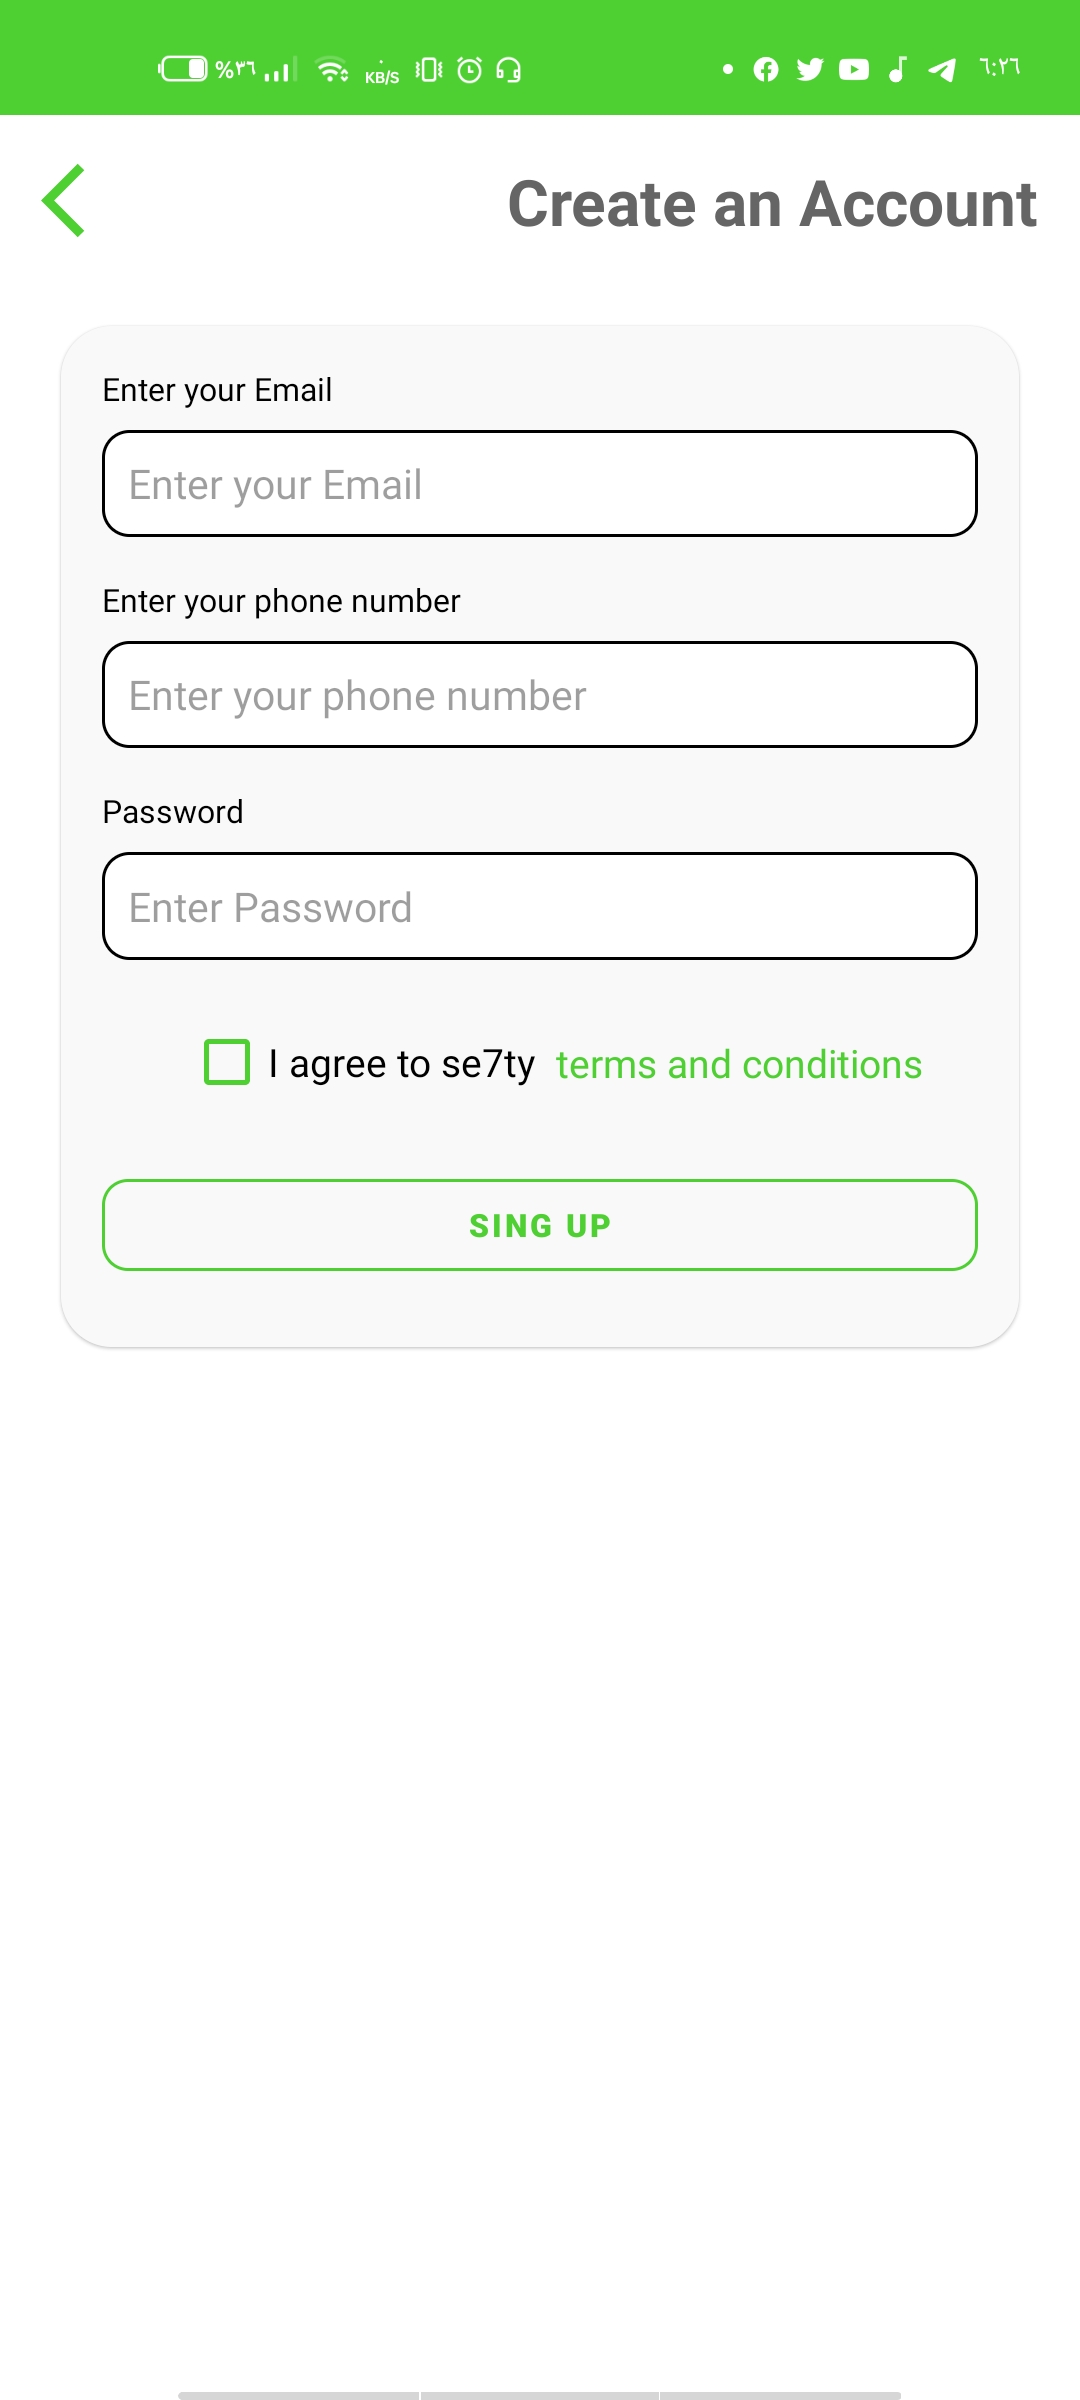 %٣٦ KB/S ٦:٢٦
Create an Account
Enter your Email
Enter your Email
Enter your phone number
Enter your phone number
Password
Enter Password
I agree to se7ty terms and conditions
SING UP